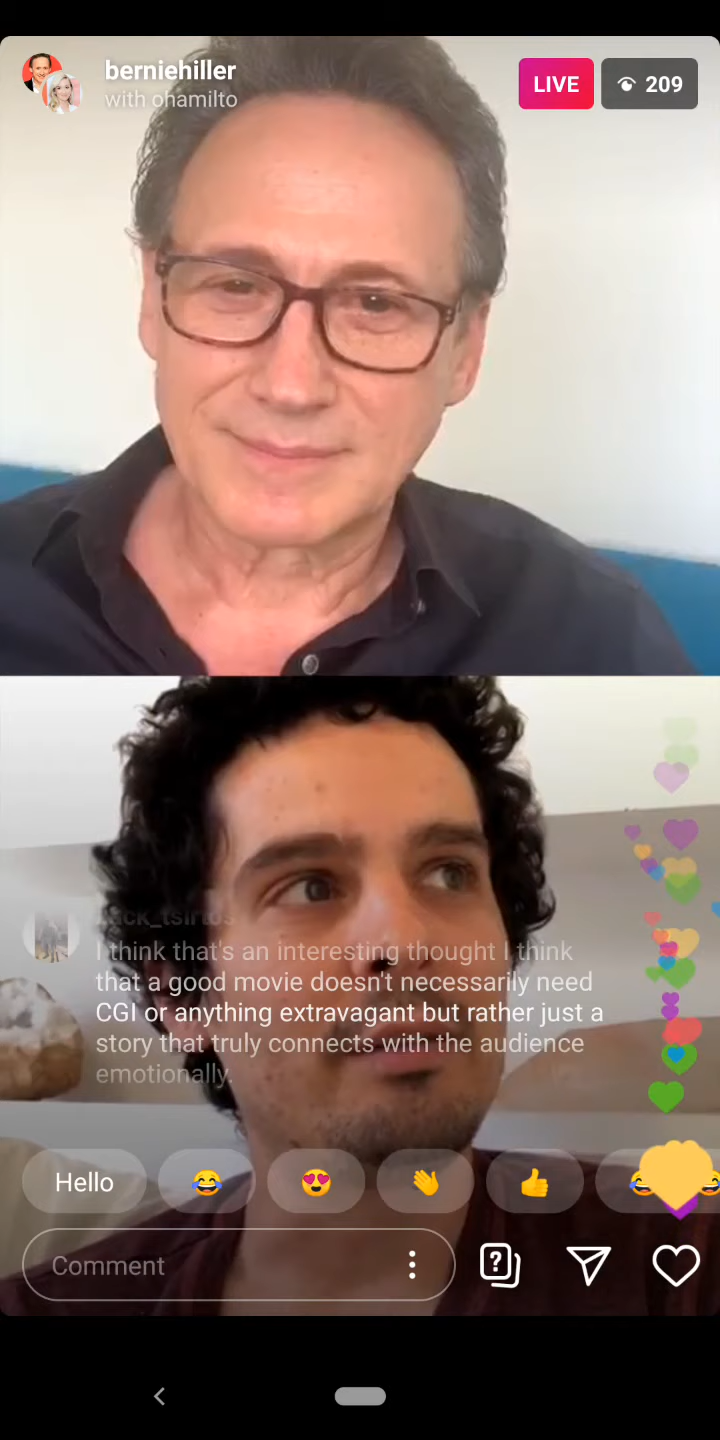 berniehiller
with ohamilto
LIVE
209
I think that's an interesting thought I think
that a good movie doesn't necessarily need
CGI or anything extravagant but rather just a
story that truly connects with the audience
emotionally.
Hello
Comment